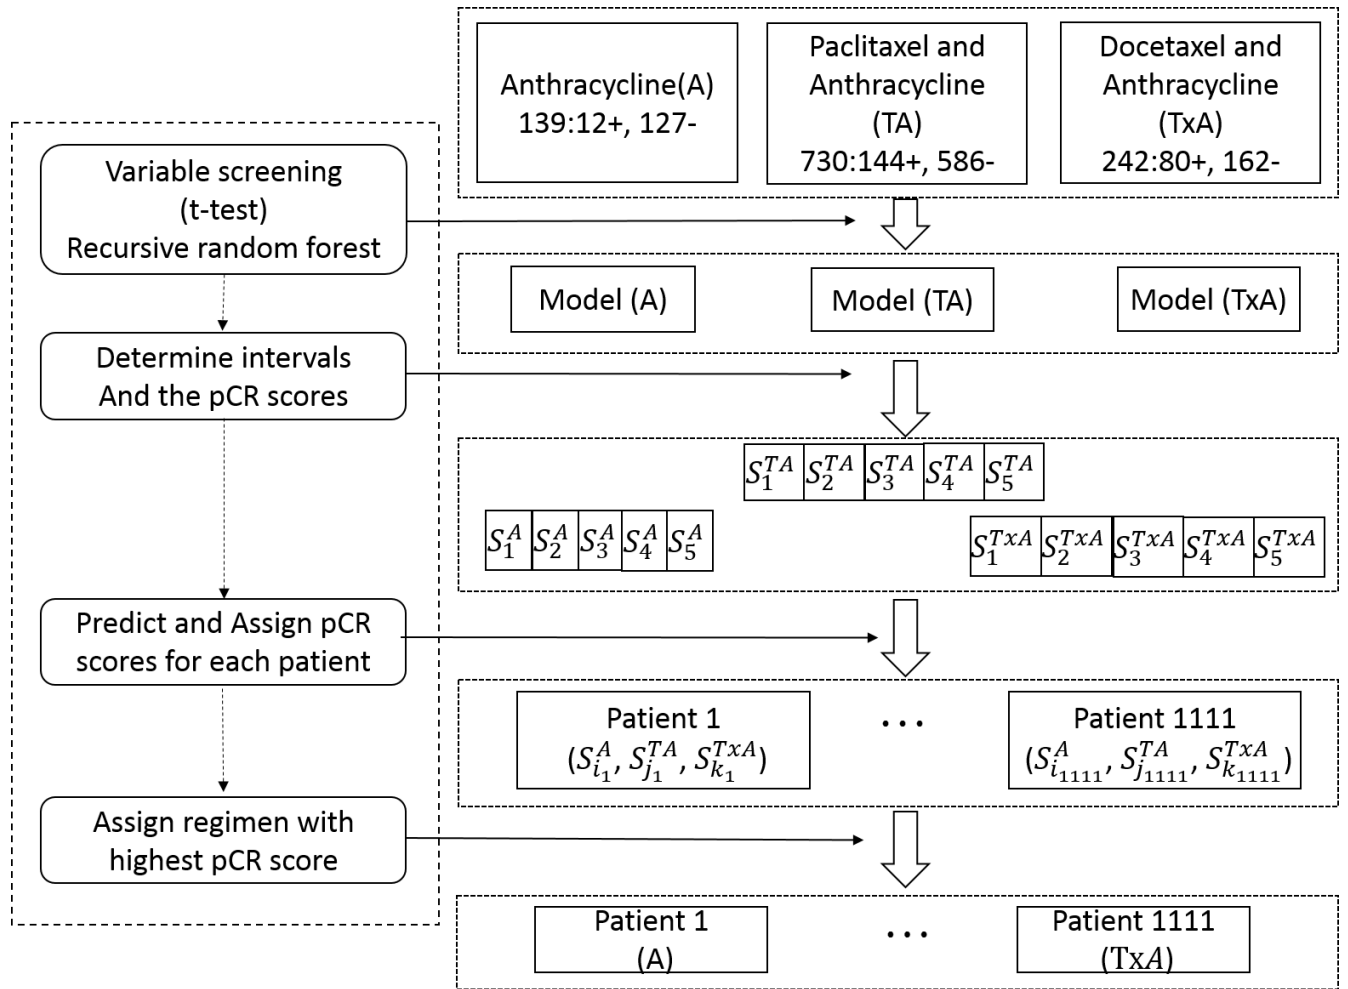 Anthracycline(A)
139:12+, 127-
Paclitaxel and
Anthracycline
(TA)
730:144+, 586-
Docetaxel and
Anthracycline
(TxA)
242:80+, 162-
Variable screening
(t-test)
Recursive random forest
Model (A)
Model (TA)
Model (TxA)
Determine intervals
And the pCR scores
$S_1^{TA}$ $S_2^{TA}$ $S_3^{TA}$ $S_4^{TA}$ $S_5^{TA}$
$S_1^{A}$ $S_2^{A}$ $S_3^{A}$ $S_4^{A}$ $S_5^{A}$
$S_1^{TxA}$ $S_2^{TxA}$ $S_3^{TxA}$ $S_4^{TxA}$ $S_5^{TxA}$
Predict and Assign pCR
scores for each patient
Patient 1
$(S_{i_1}^{A}, S_{j_1}^{TA}, S_{k_1}^{TxA})$
...
Patient 1111
$(S_{i_{1111}}^{A}, S_{j_{1111}}^{TA}, S_{k_{1111}}^{TxA})$
Assign regimen with
highest pCR score
Patient 1
(A)
...
Patient 1111
(TxA)